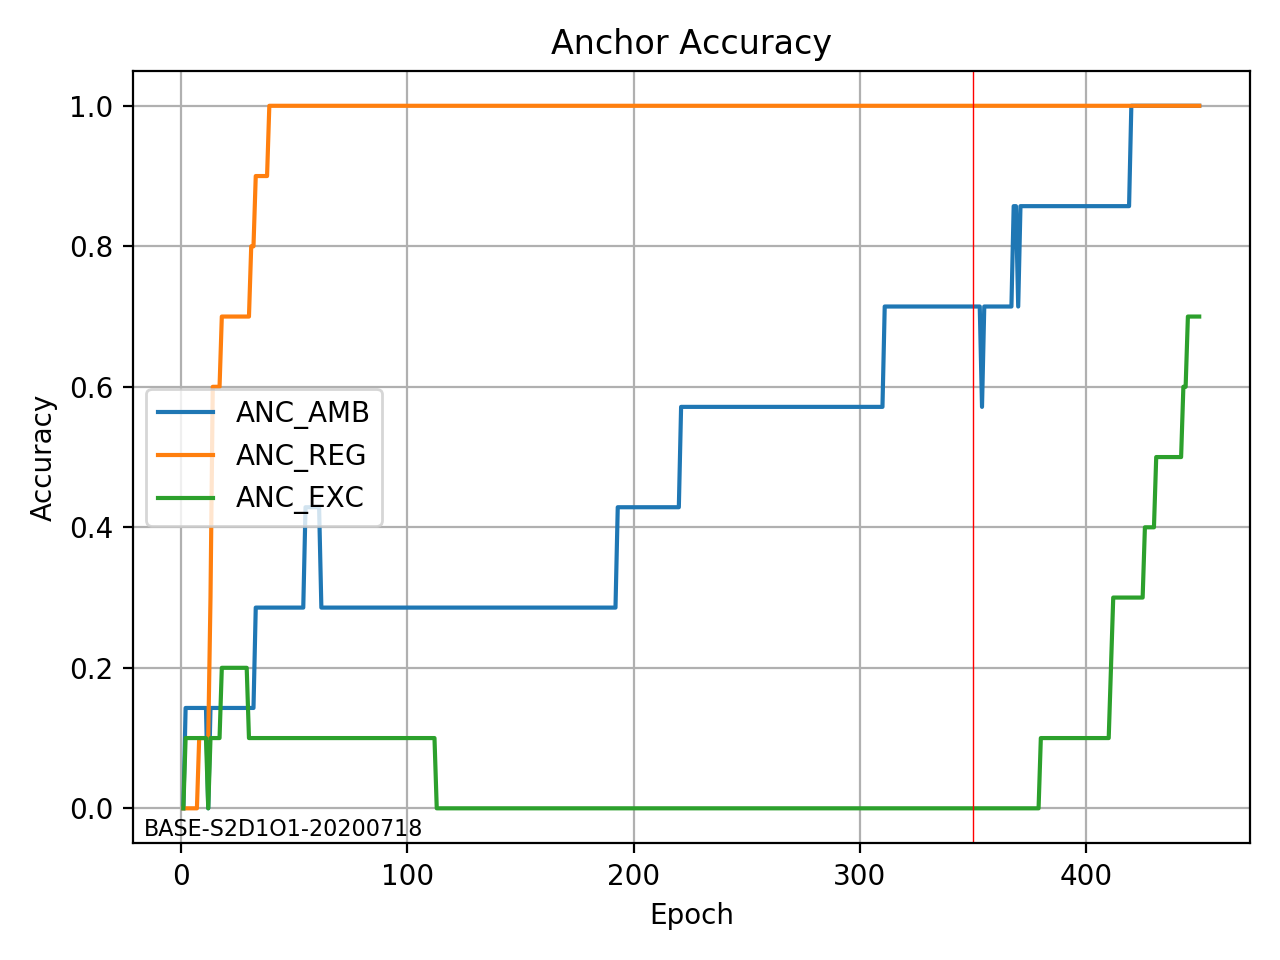 Anchor Accuracy
1.0
0.8
0.6
0.4
0.2
0.0
Accuracy
ANC_AMB
ANC_REG
ANC_EXC
BASE-S2D1O1-20200718
0 100 200 300 400
Epoch